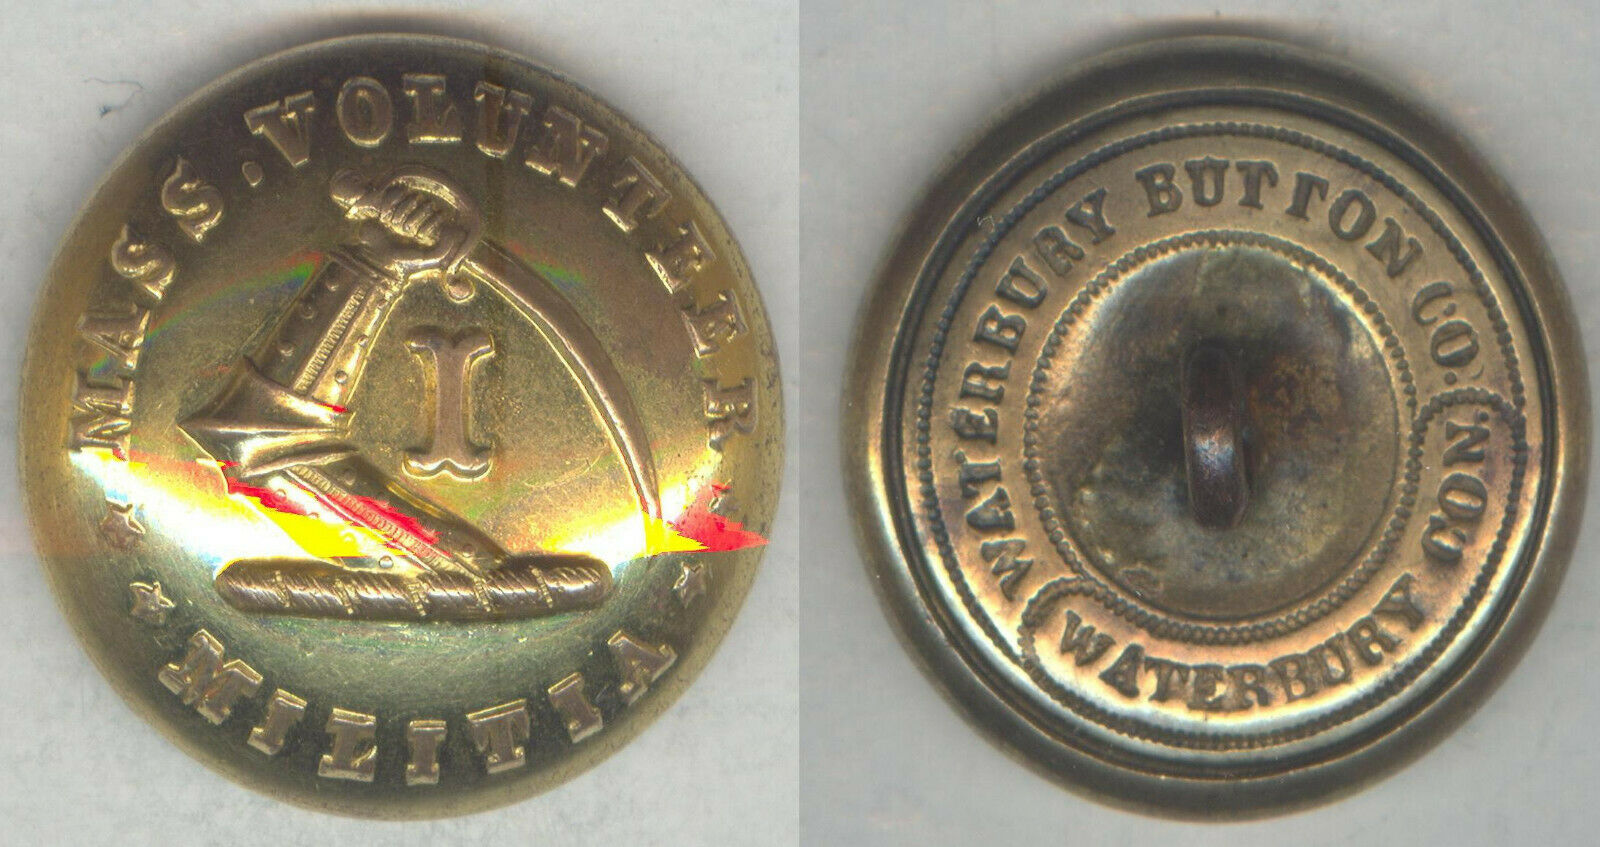 MASS. VOLUNTEER
I
MILITIA
WATERBURY BUTTON CO.
WATERBURY CON.